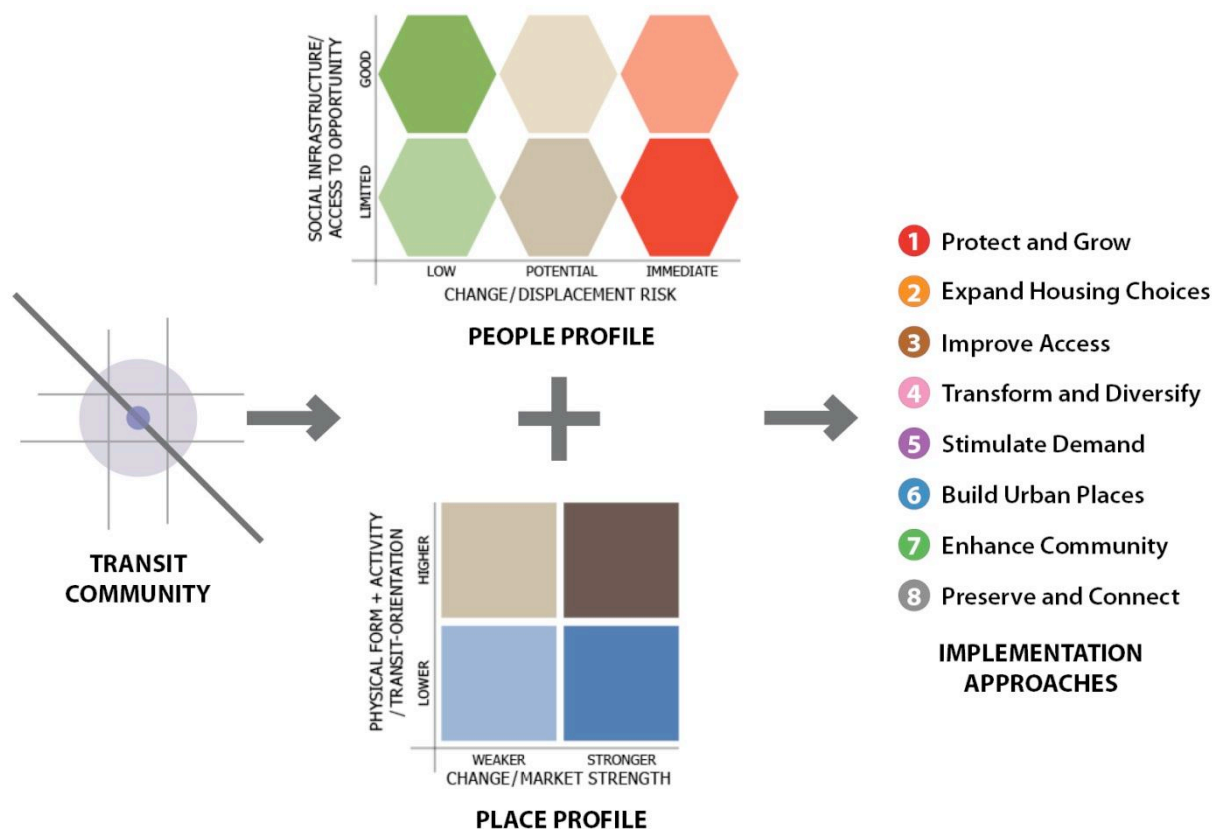 SOCIAL INFRASTRUCTURE/
ACCESS TO OPPORTUNITY
GOOD
LIMITED
LOW
POTENTIAL
IMMEDIATE
CHANGE/DISPLACEMENT RISK
PEOPLE PROFILE
TRANSIT
COMMUNITY
PHYSICAL FORM + ACTIVITY
/ TRANSIT-ORIENTATION
HIGHER
LOWER
WEAKER
STRONGER
CHANGE/MARKET STRENGTH
PLACE PROFILE
1 Protect and Grow
2 Expand Housing Choices
3 Improve Access
4 Transform and Diversify
5 Stimulate Demand
6 Build Urban Places
7 Enhance Community
8 Preserve and Connect
IMPLEMENTATION
APPROACHES